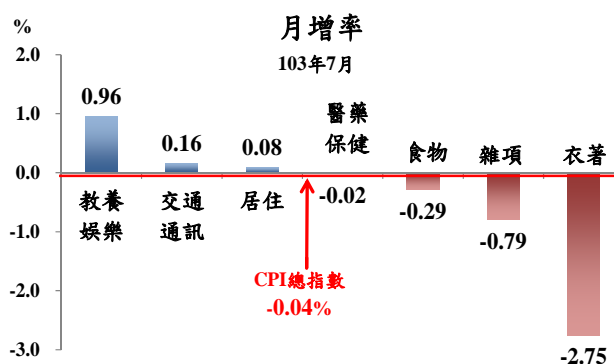 %
月增率
103年7月
2.0
1.0
0.0
-1.0
-2.0
-3.0
0.96
0.16
0.08
醫藥
保健
食物
雜項
衣著
教養
娛樂
交通
通訊
居住
-0.02
-0.29
-0.79
-2.75
CPI總指數
-0.04%